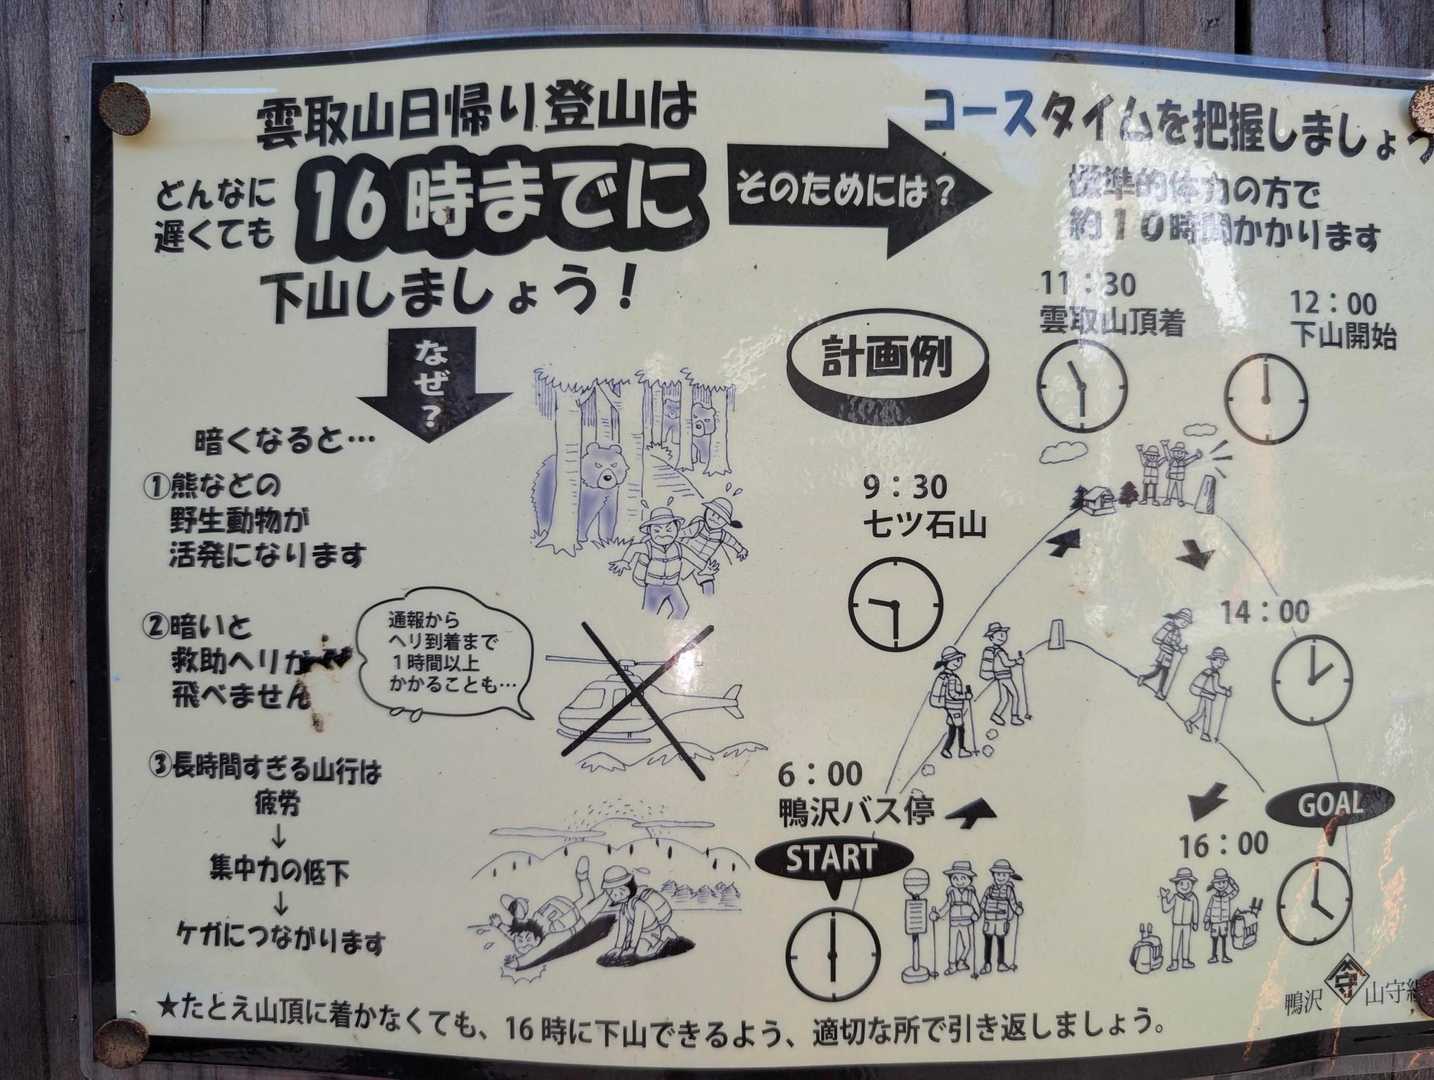 雲取山日帰り登山は
どんなに
遅くても
16時までに
下山しましょう!
なぜ?
暗くなると…
①熊などの
野生動物が
活発になります
②暗いと
救助ヘリが
飛べません
通報から
ヘリ到着まで
1時間以上
かかることも…
③長時間すぎる山行は
疲労
↓
集中力の低下
↓
ケガにつながります
そのためには?
コースタイムを把握しましょう
標準的体力の方で
約10時間かかります
計画例
11:30
雲取山頂着
12:00
下山開始
9:30
七ツ石山
14:00
6:00
鴨沢バス停
START
GOAL
16:00
★たとえ山頂に着かなくても、16時に下山できるよう、適切な所で引き返しましょう。
鴨沢 守 山守